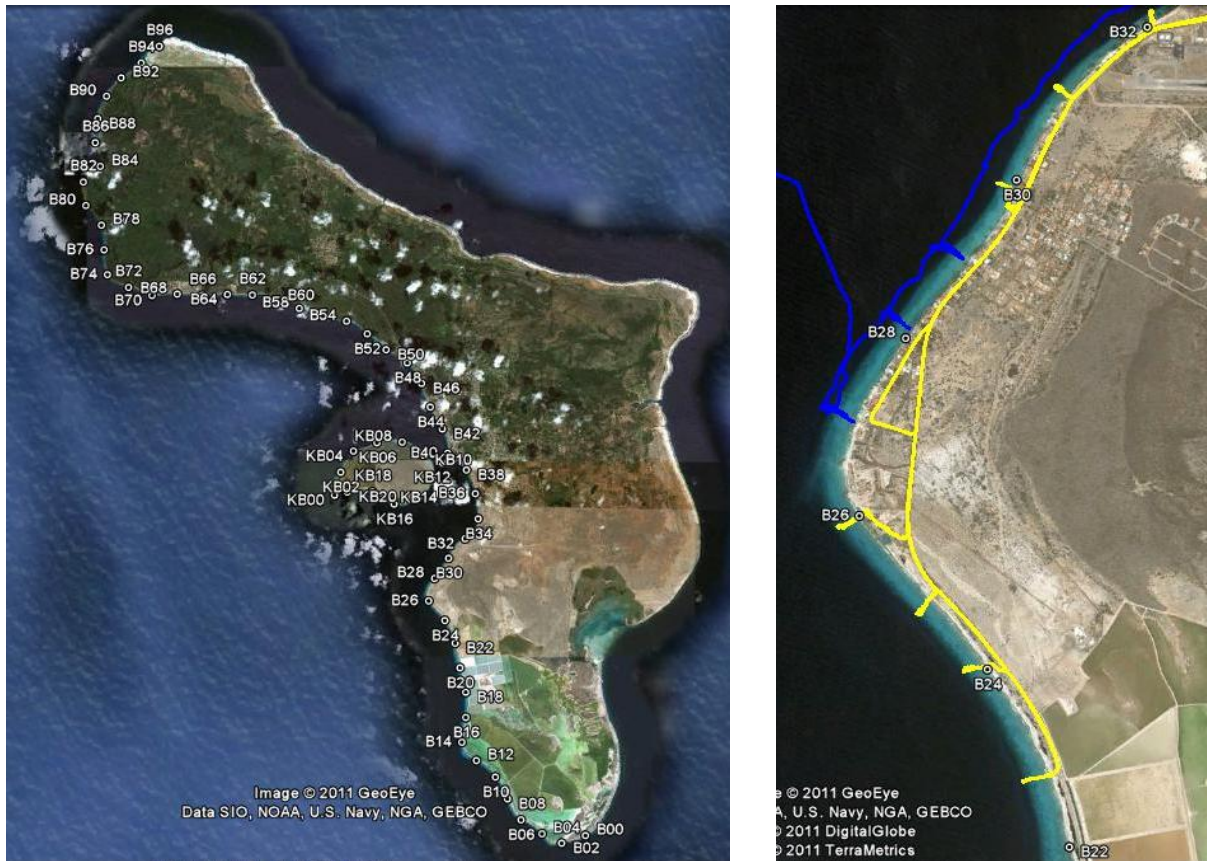 B96
B94
B92
B90
B88
B86
B84
B82
B80
B78
B76
B74
B72
B70
B68
B66
B64
B62
B60
B58
B54
B52
B50
B48
B46
B44
B42
KB08
B40
KB04
KB06
KB10
KB18
KB12
B38
KB02
KB00
KB20
KB14
B36
KB16
B34
B32
B30
B28
B26
B24
B22
B20
B18
B16
B14
B12
B10
B08
B06
B04
B00
B02
Image © 2011 GeoEye
Data SIO, NOAA, U.S. Navy, NGA, GEBCO
B32
B30
B28
B26
B24
B22
e © 2011 GeoEye
A, U.S. Navy, NGA, GEBCO
© 2011 DigitalGlobe
© 2011 TerraMetrics